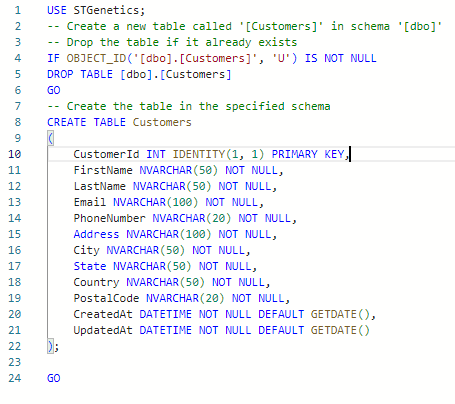 1 USE STGenetics;
2 -- Create a new table called '[Customers]' in schema '[dbo]'
3 -- Drop the table if it already exists
4 IF OBJECT_ID('[dbo].[Customers]', 'U') IS NOT NULL
5 DROP TABLE [dbo].[Customers]
6 GO
7 -- Create the table in the specified schema
8 CREATE TABLE Customers
9 (
10 CustomerId INT IDENTITY(1, 1) PRIMARY KEY,
11 FirstName NVARCHAR(50) NOT NULL,
12 LastName NVARCHAR(50) NOT NULL,
13 Email NVARCHAR(100) NOT NULL,
14 PhoneNumber NVARCHAR(20) NOT NULL,
15 Address NVARCHAR(100) NOT NULL,
16 City NVARCHAR(50) NOT NULL,
17 State NVARCHAR(50) NOT NULL,
18 Country NVARCHAR(50) NOT NULL,
19 PostalCode NVARCHAR(20) NOT NULL,
20 CreatedAt DATETIME NOT NULL DEFAULT GETDATE(),
21 UpdatedAt DATETIME NOT NULL DEFAULT GETDATE()
22 );
23
24 GO